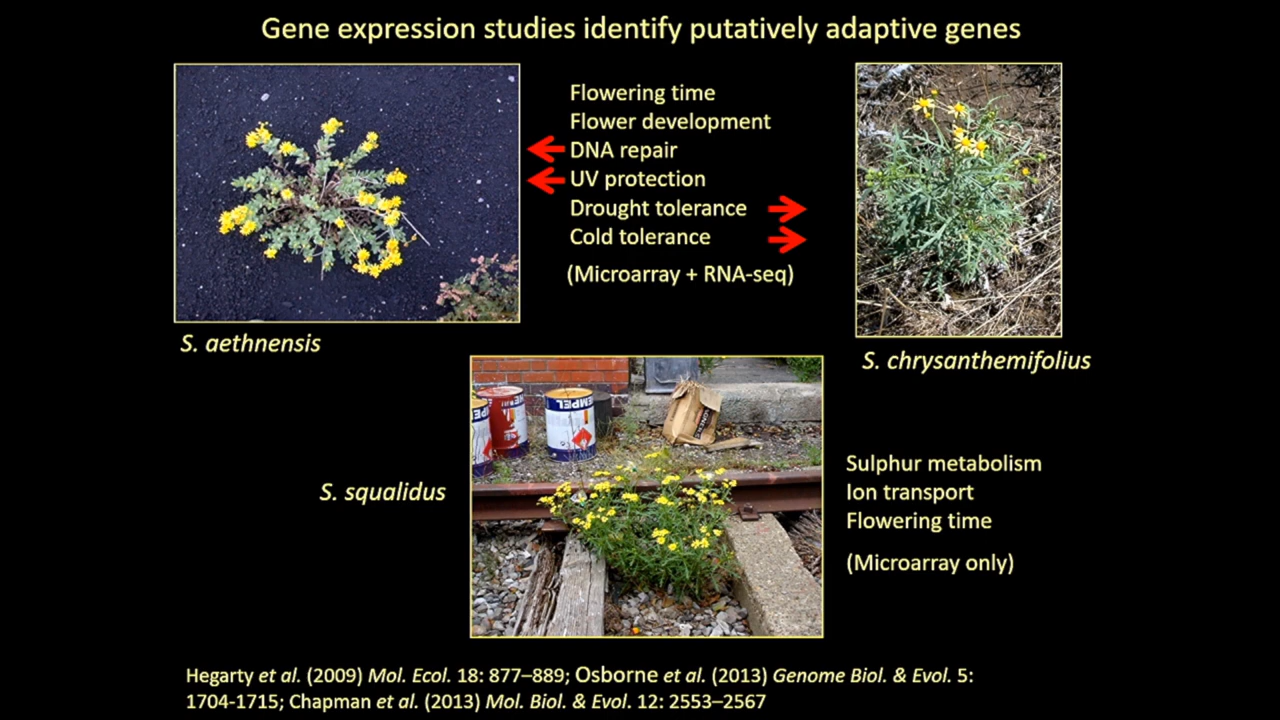 Gene expression studies identify putatively adaptive genes
Flowering time
Flower development
DNA repair
UV protection
Drought tolerance
Cold tolerance
(Microarray + RNA-seq)
S. aethnensis
S. chrysanthemifolius
HEMPEL
S. squalidus
Sulphur metabolism
Ion transport
Flowering time
(Microarray only)
Hegarty et al. (2009) Mol. Ecol. 18: 877–889; Osborne et al. (2013) Genome Biol. & Evol. 5:
1704-1715; Chapman et al. (2013) Mol. Biol. & Evol. 12: 2553–2567